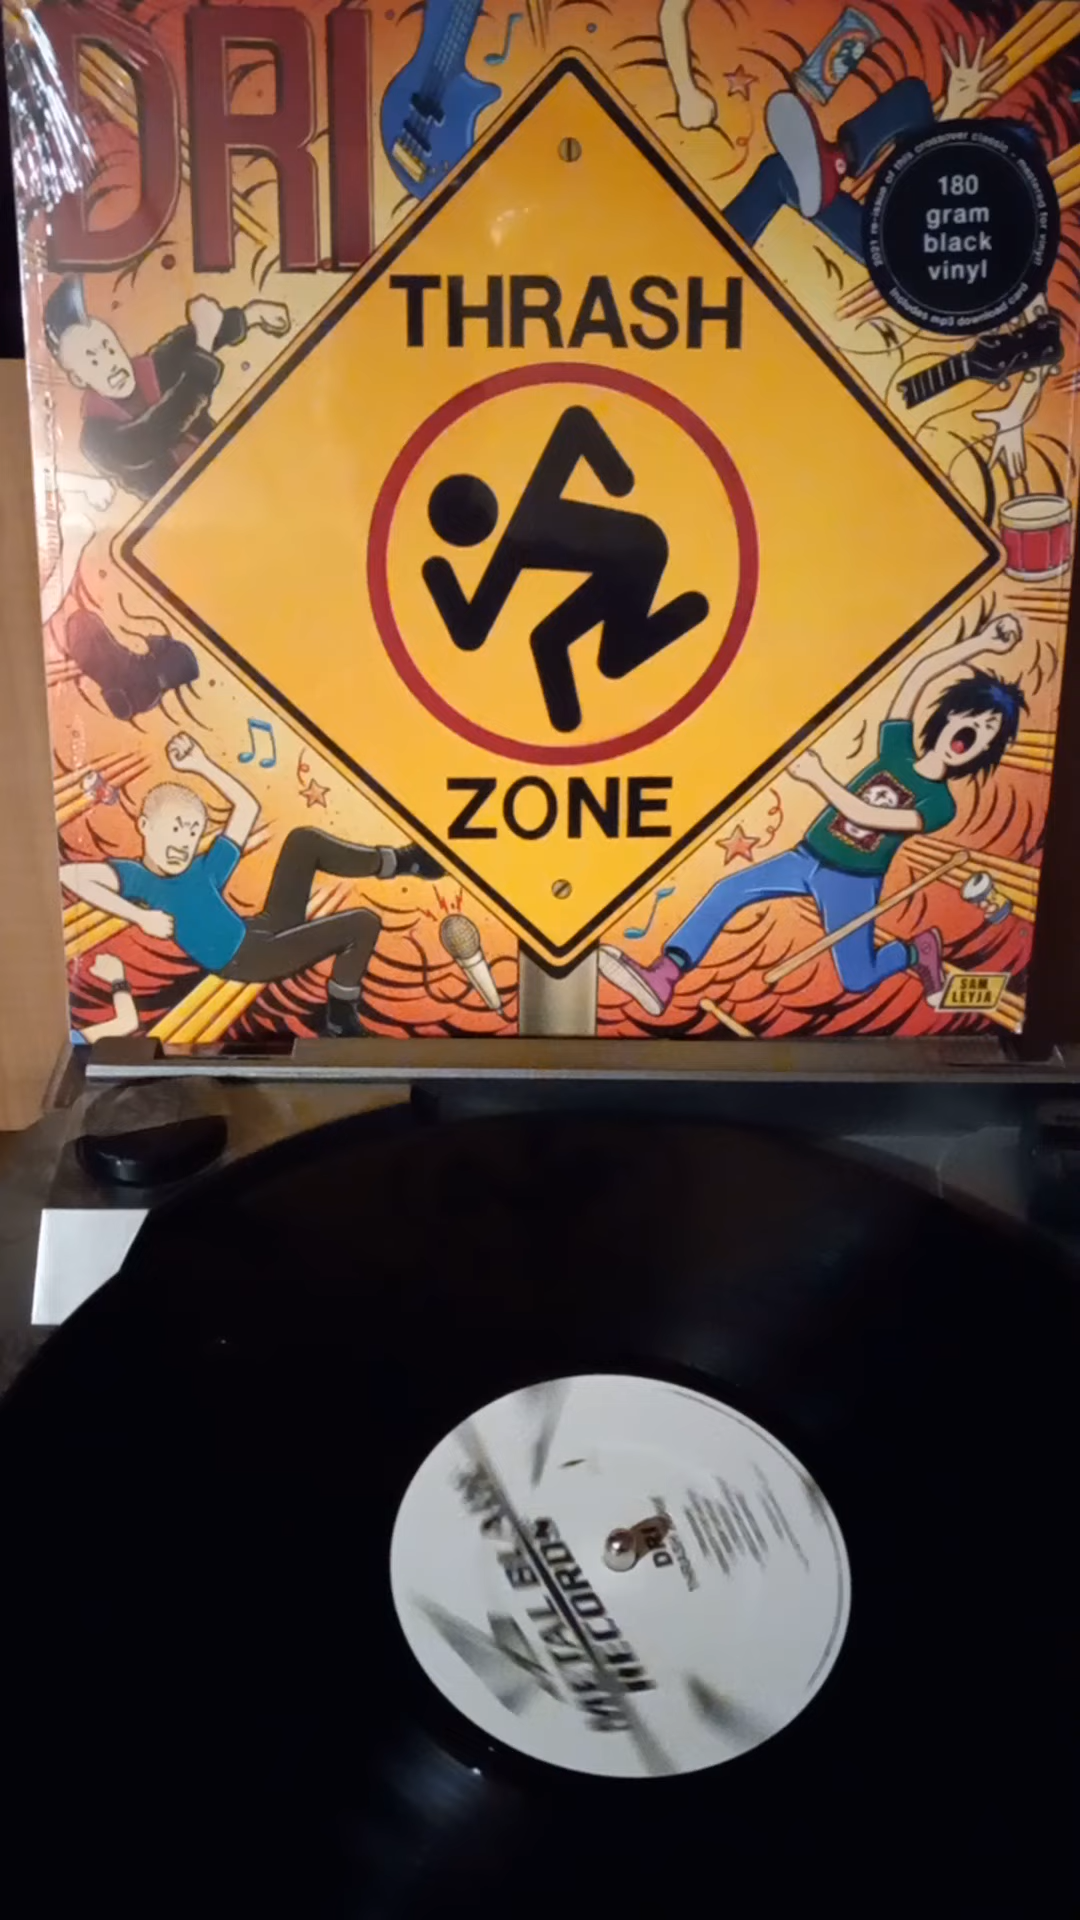 D.R.I.
THRASH
ZONE
2021 re-issue of this crossover classic - mastered for vinyl!
180
gram
black
vinyl
includes mp3 download card
SAM
LEYJA
METAL BLADE
RECORDS
DRI
THRASH